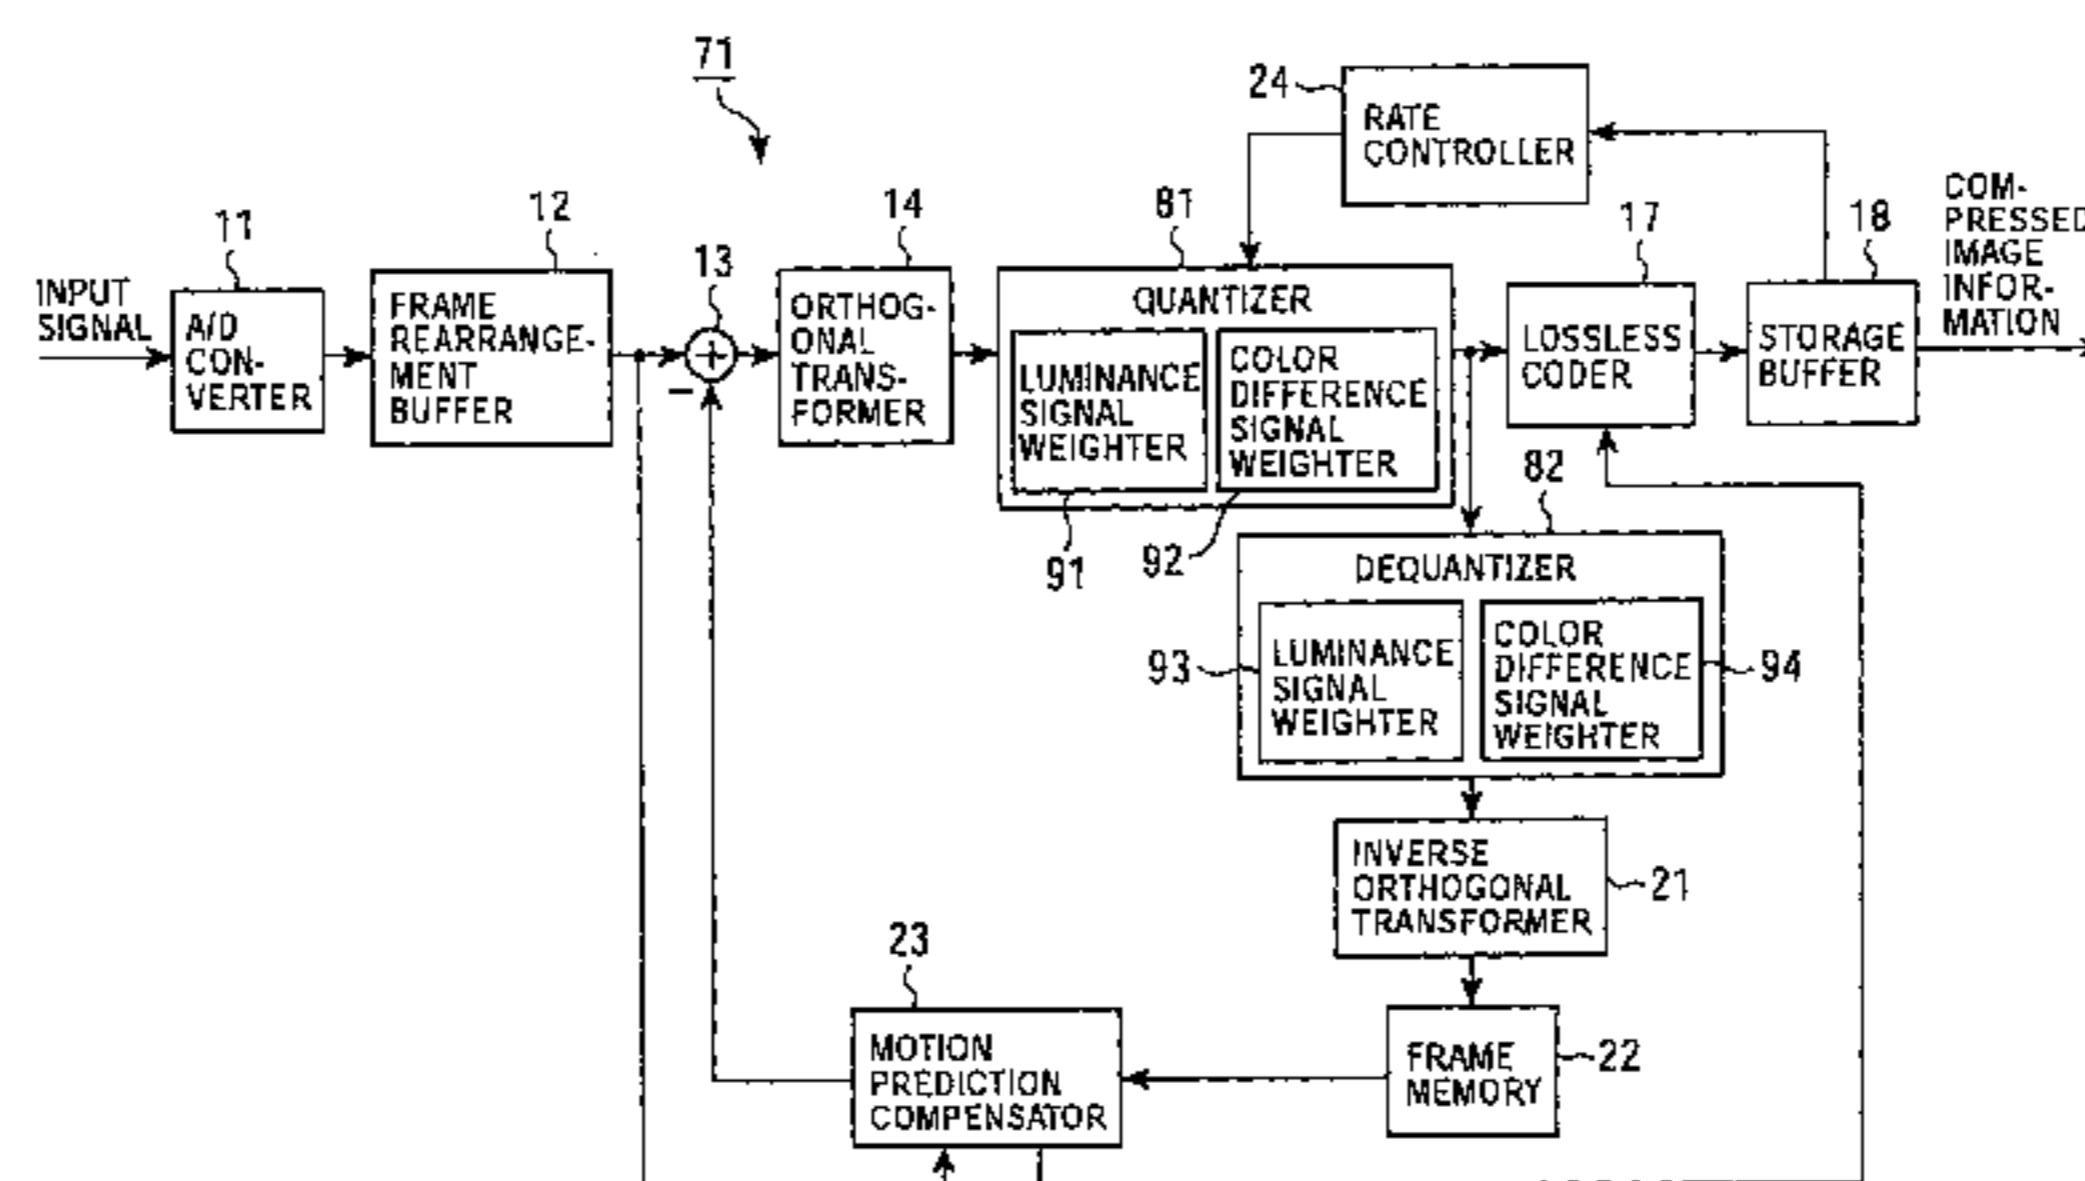 71
24
RATE
CONTROLLER
INPUT
SIGNAL
11
A/D
CON-
VERTER
12
FRAME
REARRANGE-
MENT
BUFFER
13
+
−
14
ORTHOG-
ONAL
TRANS-
FORMER
81
QUANTIZER
LUMINANCE
SIGNAL
WEIGHTER
91
COLOR
DIFFERENCE
SIGNAL
WEIGHTER
92
17
LOSSLESS
CODER
18
STORAGE
BUFFER
COM-
PRESSED
IMAGE
INFOR-
MATION
82
DEQUANTIZER
93
LUMINANCE
SIGNAL
WEIGHTER
COLOR
DIFFERENCE
SIGNAL
WEIGHTER
94
INVERSE
ORTHOGONAL
TRANSFORMER
21
23
MOTION
PREDICTION
COMPENSATOR
FRAME
MEMORY
22